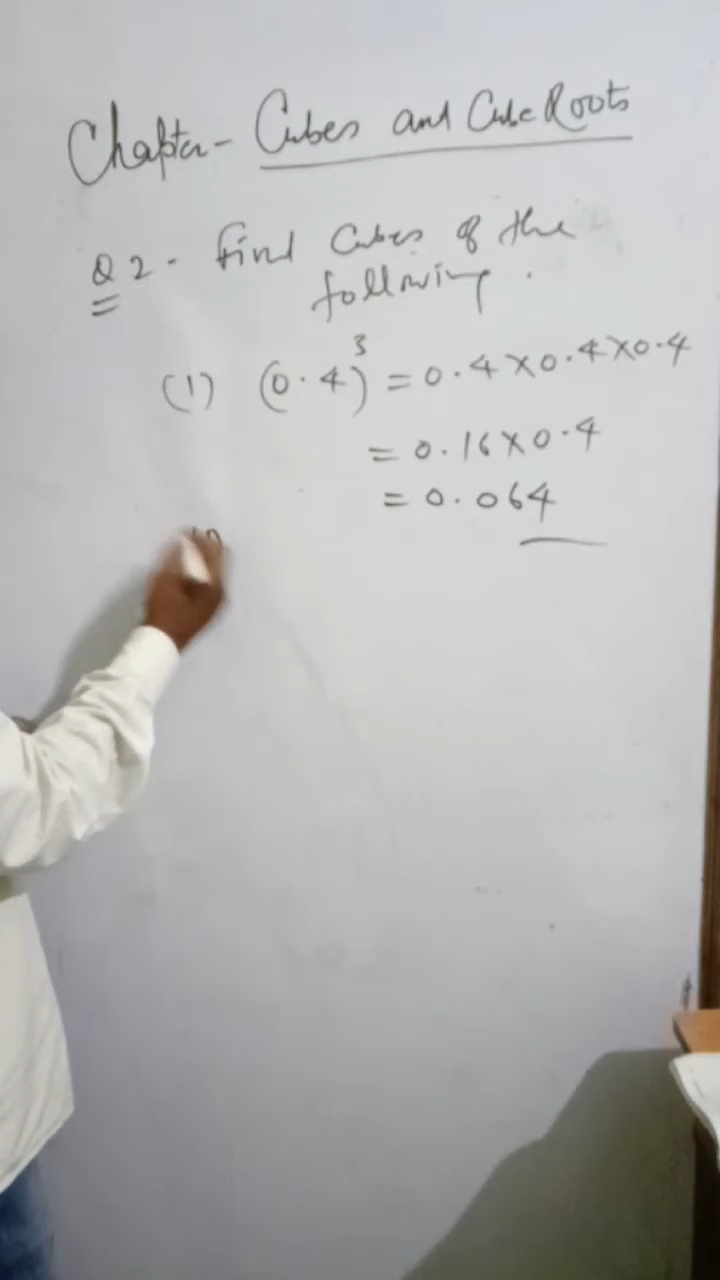 Chapter - Cubes and Cube Roots
Q2 - Find Cubes of the
following.
(1) (0.4)³ = 0.4×0.4×0.4
= 0.16×0.4
= 0.064